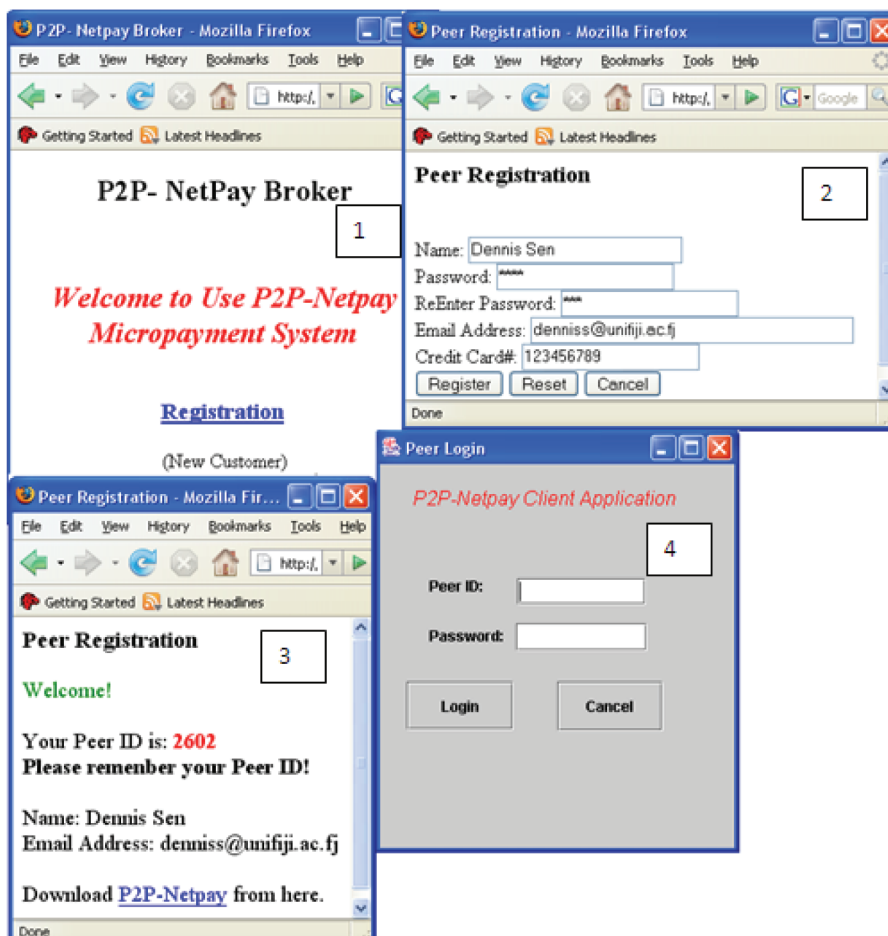 P2P- Netpay Broker - Mozilla Firefox
File Edit View History Bookmarks Tools Help
http:/,
Getting Started Latest Headlines
P2P- NetPay Broker
1
Welcome to Use P2P-Netpay
Micropayment System
Registration
(New Customer)
Peer Registration - Mozilla Firefox
File Edit View History Bookmarks Tools Help
http:/, Google
Getting Started Latest Headlines
Peer Registration
2
Name: Dennis Sen
Password: ****
ReEnter Password: ***
Email Address: denniss@unifiji.ac.fj
Credit Card#: 123456789
Register Reset Cancel
Done
Peer Registration - Mozilla Fir...
File Edit View History Bookmarks Tools Help
http:/,
Getting Started Latest Headlines
Peer Registration
3
Welcome!
Your Peer ID is: 2602
Please remenber your Peer ID!
Name: Dennis Sen
Email Address: denniss@unifiji.ac.fj
Download P2P-Netpay from here.
Done
Peer Login
P2P-Netpay Client Application
4
Peer ID:
Password:
Login Cancel